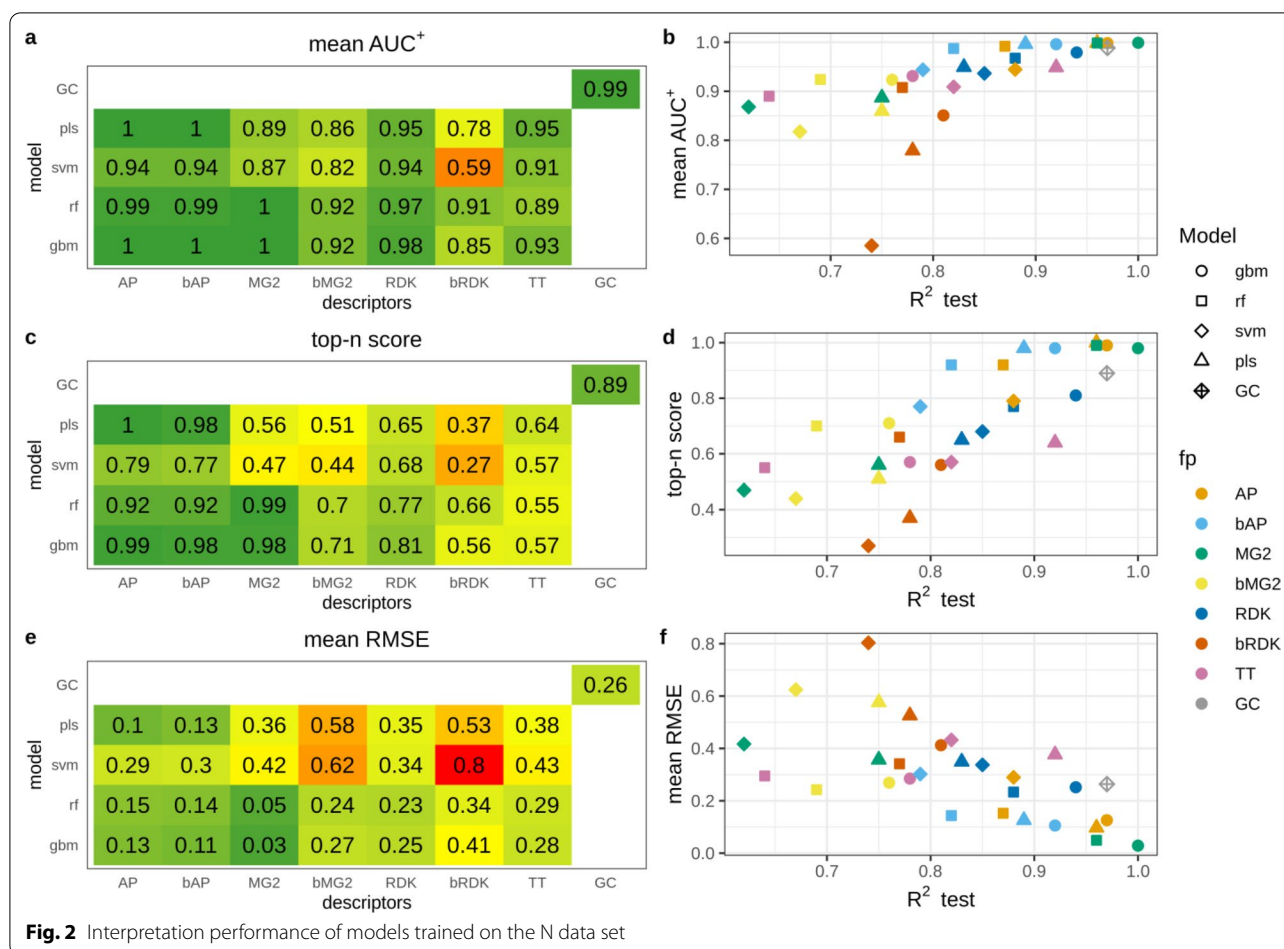 a
mean AUC+
model
GC
0.99
pls
1 1 0.89 0.86 0.95 0.78 0.95
svm
0.94 0.94 0.87 0.82 0.94 0.59 0.91
rf
0.99 0.99 1 0.92 0.97 0.91 0.89
gbm
1 1 1 0.92 0.98 0.85 0.93
AP bAP MG2 bMG2 RDK bRDK TT GC
descriptors
b
mean AUC+
1.0
0.9
0.8
0.7
0.6
0.7 0.8 0.9 1.0
R2 test
c
top-n score
model
GC
0.89
pls
1 0.98 0.56 0.51 0.65 0.37 0.64
svm
0.79 0.77 0.47 0.44 0.68 0.27 0.57
rf
0.92 0.92 0.99 0.7 0.77 0.66 0.55
gbm
0.99 0.98 0.98 0.71 0.81 0.56 0.57
AP bAP MG2 bMG2 RDK bRDK TT GC
descriptors
d
top-n score
1.0
0.8
0.6
0.4
0.7 0.8 0.9 1.0
R2 test
e
mean RMSE
model
GC
0.26
pls
0.1 0.13 0.36 0.58 0.35 0.53 0.38
svm
0.29 0.3 0.42 0.62 0.34 0.8 0.43
rf
0.15 0.14 0.05 0.24 0.23 0.34 0.29
gbm
0.13 0.11 0.03 0.27 0.25 0.41 0.28
AP bAP MG2 bMG2 RDK bRDK TT GC
descriptors
f
mean RMSE
0.8
0.6
0.4
0.2
0.0
0.7 0.8 0.9 1.0
R2 test
Model
gbm
rf
svm
pls
GC
fp
AP
bAP
MG2
bMG2
RDK
bRDK
TT
GC
Fig. 2 Interpretation performance of models trained on the N data set